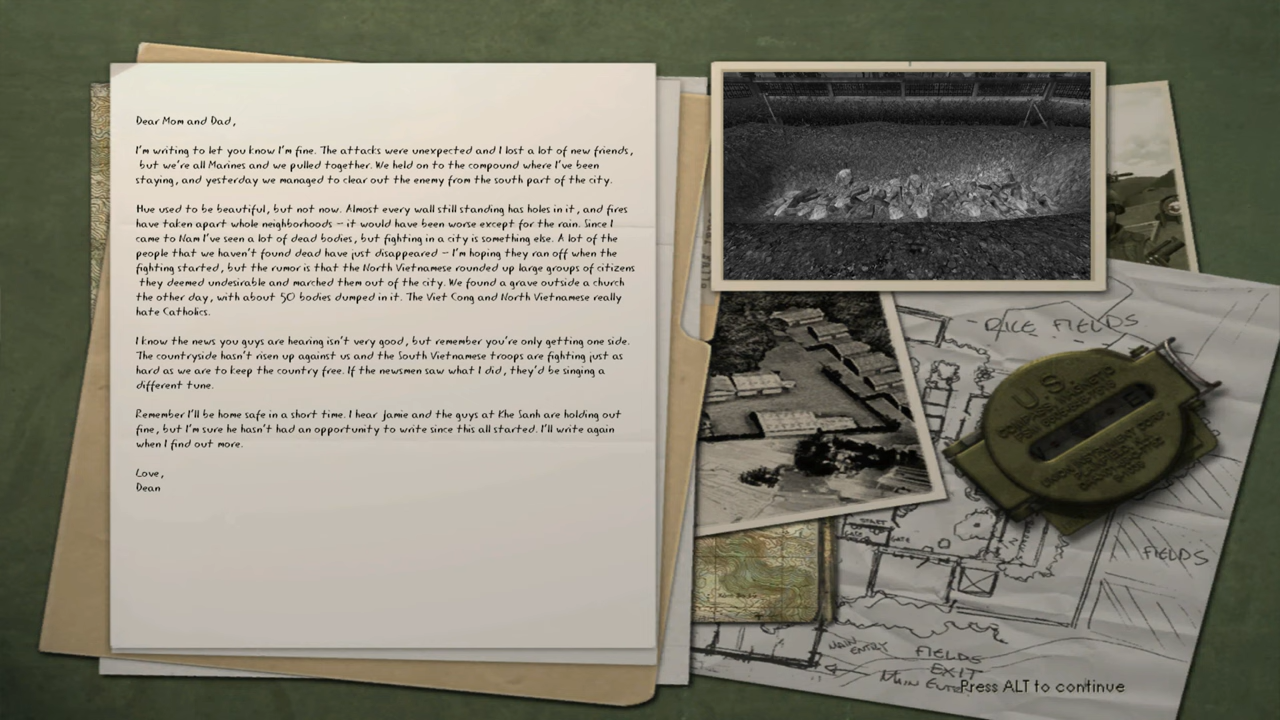 Dear Mom and Dad,
I'm writing to let you know I'm fine. The attacks were unexpected and I lost a lot of new friends,
but we're all Marines and we pulled together. We held on to the compound where I've been
staying, and yesterday we managed to clear out the enemy from the south part of the city.
Hue used to be beautiful, but not now. Almost every wall still standing has holes in it, and fires
have taken apart whole neighborhoods – it would have been worse except for the rain. Since I
came to Nam I've seen a lot of dead bodies, but fighting in a city is something else. A lot of the
people that we haven't found dead have just disappeared – I'm hoping they ran off when the
fighting started, but the rumor is that the North Vietnamese rounded up large groups of citizens
they deemed undesirable and marched them out of the city. We found a grave outside a church
the other day, with about 50 bodies dumped in it. The Viet Cong and North Vietnamese really
hate Catholics.
I know the news you guys are hearing isn't very good, but remember you're only getting one side.
The countryside hasn't risen up against us and the South Vietnamese troops are fighting just as
hard as we are to keep the country free. If the newsmen saw what I did, they'd be singing a
different tune.
Remember I'll be home safe in a short time. I hear Jamie and the guys at Khe Sanh are holding out
fine, but I'm sure he hasn't had an opportunity to write since this all started. I'll write again
when I find out more.
Love,
Dean
RICE FIELDS
U.S.
START
GATE
GATE
FIELDS
MAIN
ENTRY
FIELDS
EXIT
MAIN
Press ALT to continue